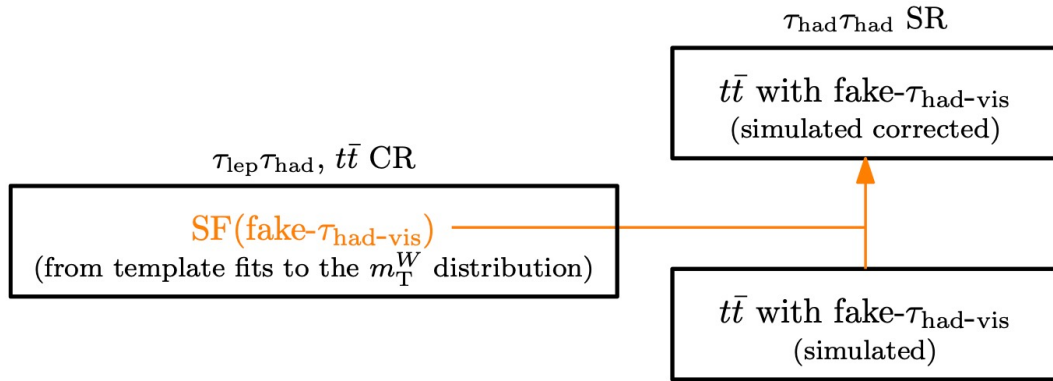 τhadτhad SR
tt̄ with fake-τhad-vis
(simulated corrected)
τlepτhad, tt̄ CR
SF(fake-τhad-vis)
(from template fits to the mTW distribution)
tt̄ with fake-τhad-vis
(simulated)